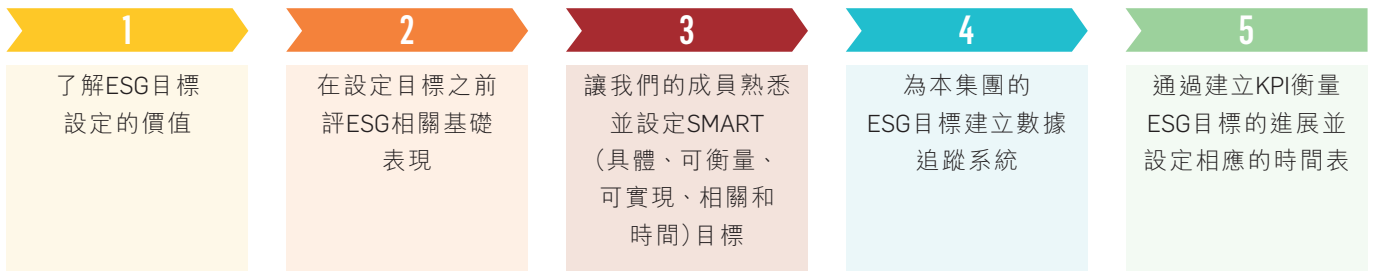 1
了解ESG目標
設定的價值
2
在設定目標之前
評ESG相關基礎
表現
3
讓我們的成員熟悉
並設定SMART
（具體、可衡量、
可實現、相關和
時間）目標
4
為本集團的
ESG目標建立數據
追蹤系統
5
通過建立KPI衡量
ESG目標的進展並
設定相應的時間表